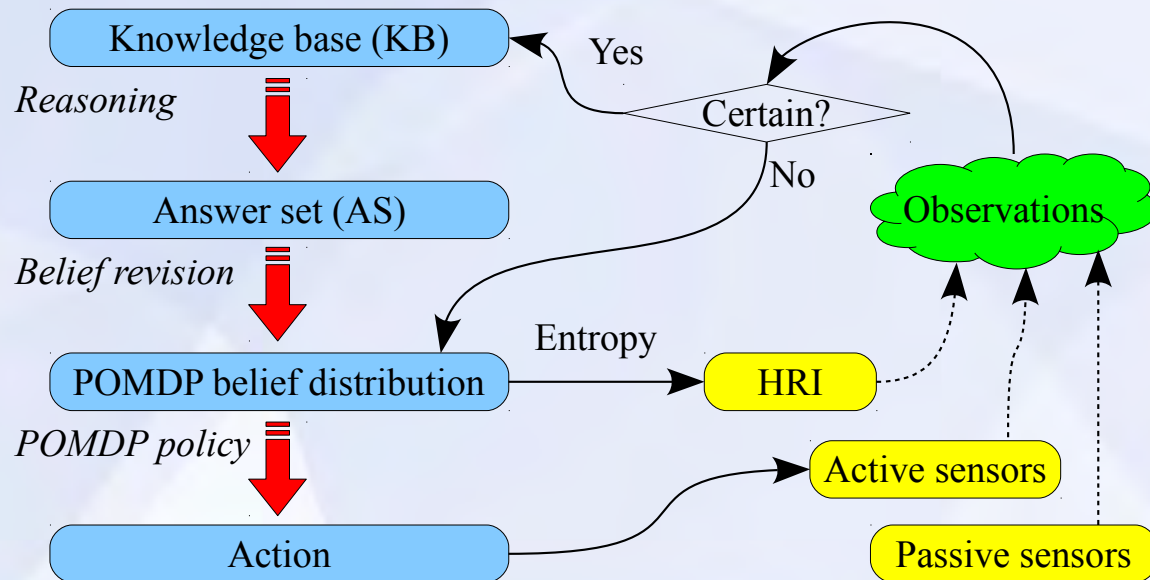 Knowledge base (KB)
Yes
Reasoning
Certain?
No
Answer set (AS)
Observations
Belief revision
Entropy
POMDP belief distribution
HRI
POMDP policy
Active sensors
Action
Passive sensors